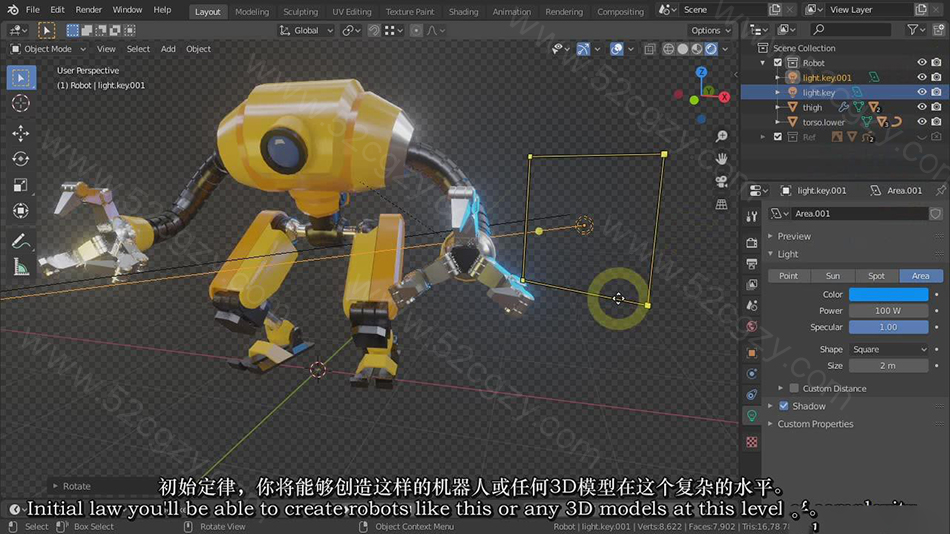 File Edit Render Window Help Layout Modeling Sculpting UV Editing Texture Paint Shading Animation Rendering Compositing Scene View Layer
Global Options
Object Mode View Select Add Object
User Perspective
(1) Robot | light.key.001
Z
Y
X
Scene Collection
Robot
light.key.001
light.key
thigh 2
torso.lower 3
Ref 2
light.key.001 Area.001
Area.001
Preview
Light
Point Sun Spot Area
Color
Power 100 W
Specular 1.00
Shape Square
Size 2 m
Custom Distance
Shadow
Custom Properties
Rotate
初始定律，你将能够创造这样的机器人或任何3D模型在这个复杂的水平。
Initial law you'll be able to create robots like this or any 3D models at this level
Select Box Select Rotate View Object Context Menu Robot | light.key.001 | Verts:8,622 | Faces:7,902 | Tris:16,78
www.52cgzy.com